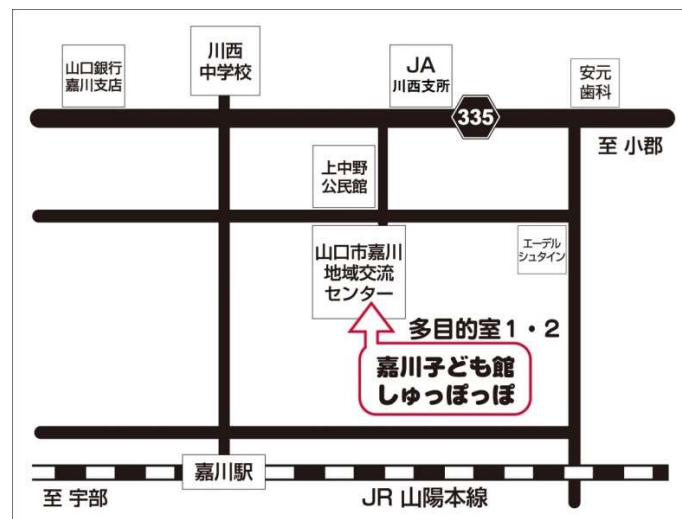 山口銀行
嘉川支店
川西
中学校
JA
川西支所
安元
歯科
335
至 小郡
上中野
公民館
山口市嘉川
地域交流
センター
エーデル
シュタイン
多目的室1・2
嘉川子ども館
しゅっぽっぽ
嘉川駅
至 宇部
JR 山陽本線